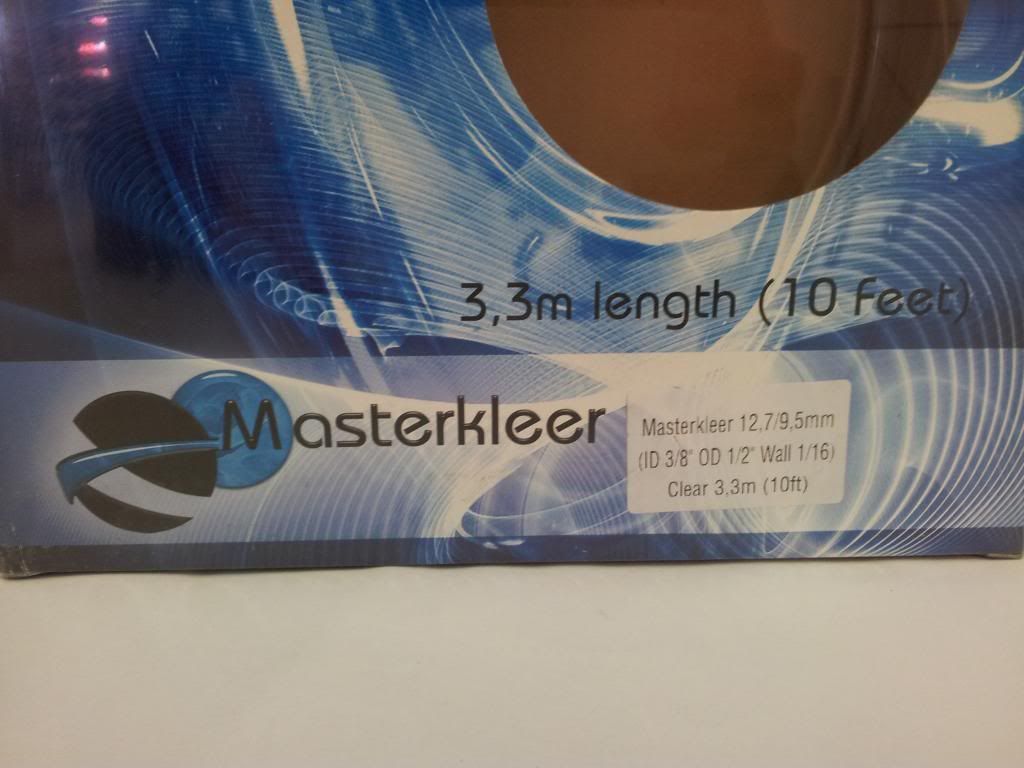 3,3m length (10 feet)
Masterkleer
Masterkleer 12,7/9,5mm
(ID 3/8" OD 1/2" Wall 1/16)
Clear 3,3m (10ft)